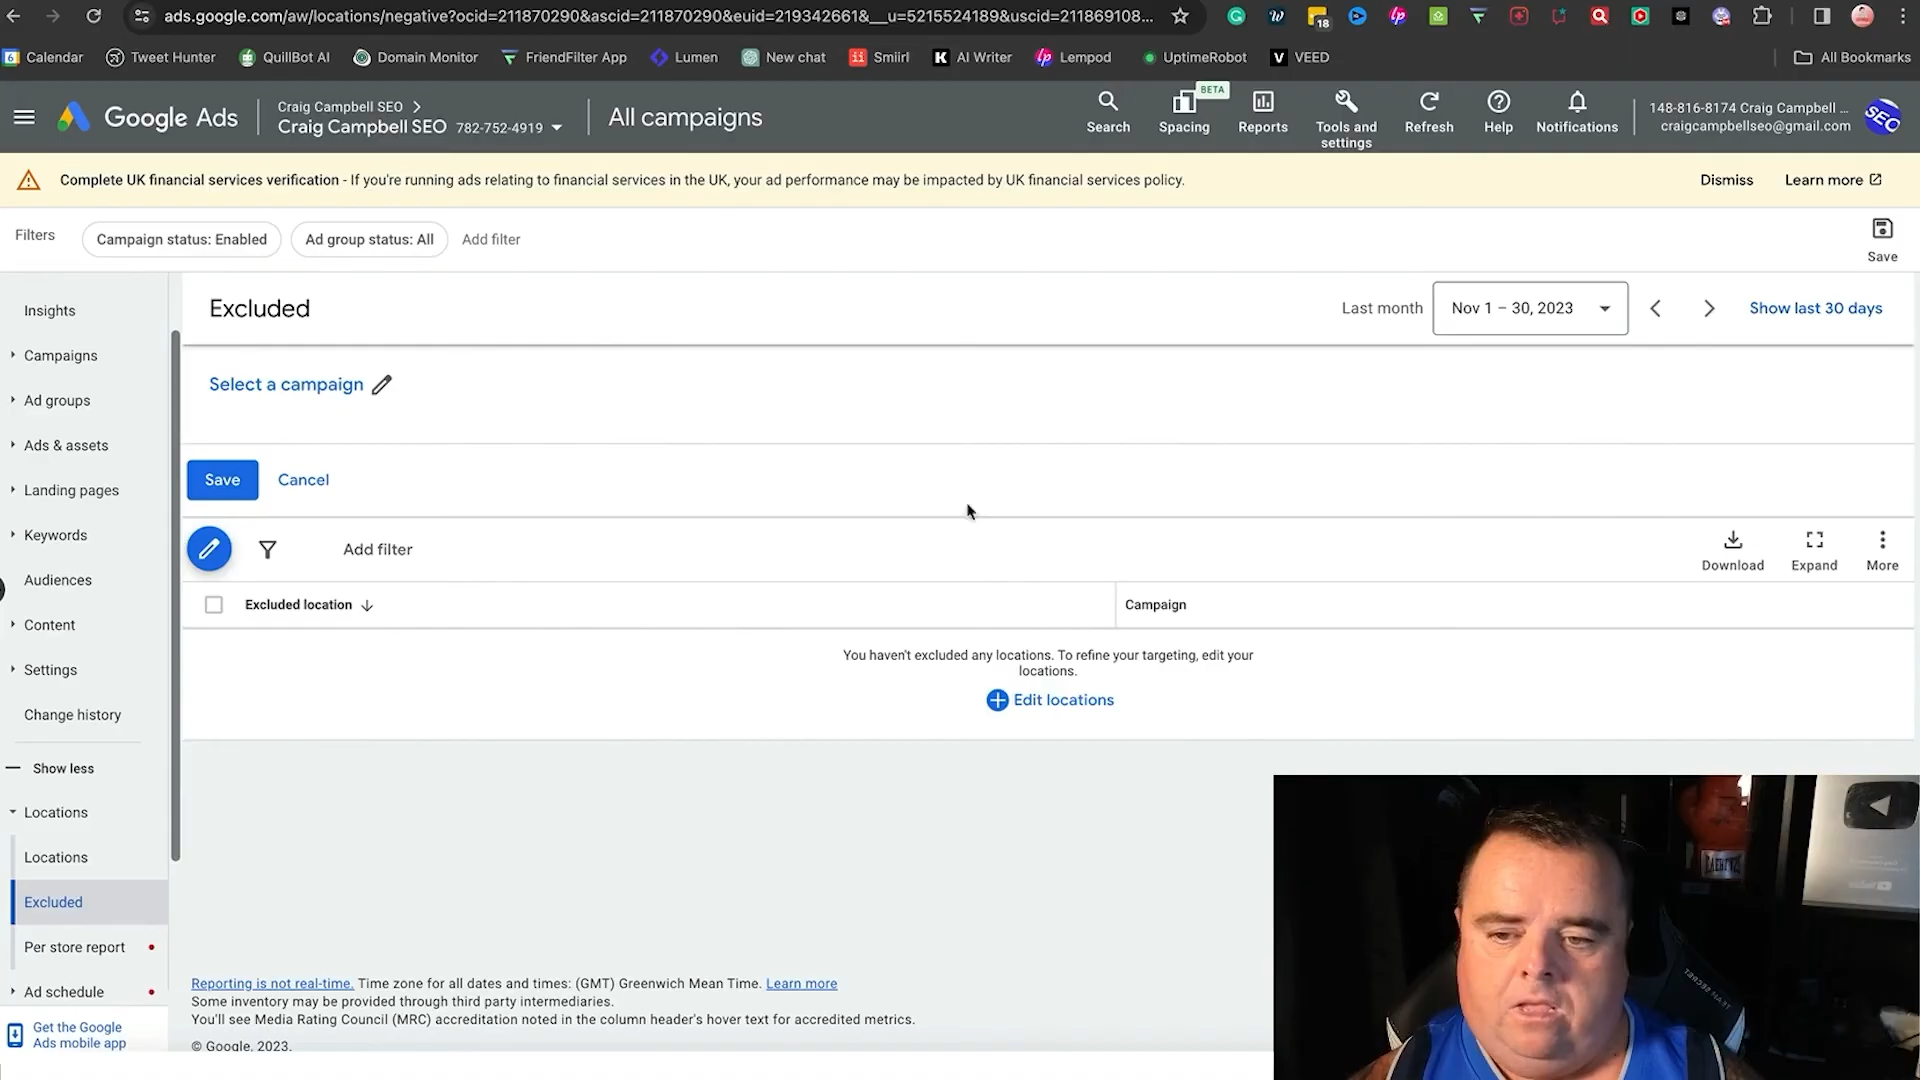 ads.google.com/aw/locations/negative?ocid=211870290&ascid=211870290&euid=219342661&__u=5215524189&uscid=211869108...
18
6 Calendar
Tweet Hunter
QuillBot AI
Domain Monitor
FriendFilter App
Lumen
New chat
Smiirl
K AI Writer
lp Lempod
UptimeRobot
V VEED
All Bookmarks
Google Ads
Craig Campbell SEO
Craig Campbell SEO 782-752-4919
All campaigns
Search
BETA
Spacing
Reports
Tools and
settings
Refresh
Help
Notifications
148-816-8174 Craig Campbell ...
craigcampbellseo@gmail.com
SEO
Complete UK financial services verification - If you're running ads relating to financial services in the UK, your ad performance may be impacted by UK financial services policy.
Dismiss
Learn more
Filters
Campaign status: Enabled
Ad group status: All
Add filter
Save
Insights
Campaigns
Ad groups
Ads & assets
Landing pages
Keywords
Audiences
Content
Settings
Change history
Show less
Locations
Locations
Excluded
Per store report
Ad schedule
Get the Google
Ads mobile app
Excluded
Last month
Nov 1 – 30, 2023
Show last 30 days
Select a campaign
Save
Cancel
Add filter
Download
Expand
More
Excluded location
Campaign
You haven't excluded any locations. To refine your targeting, edit your
locations.
Edit locations
Reporting is not real-time. Time zone for all dates and times: (GMT) Greenwich Mean Time. Learn more
Some inventory may be provided through third party intermediaries.
You'll see Media Rating Council (MRC) accreditation noted in the column header's hover text for accredited metrics.
© Google, 2023.